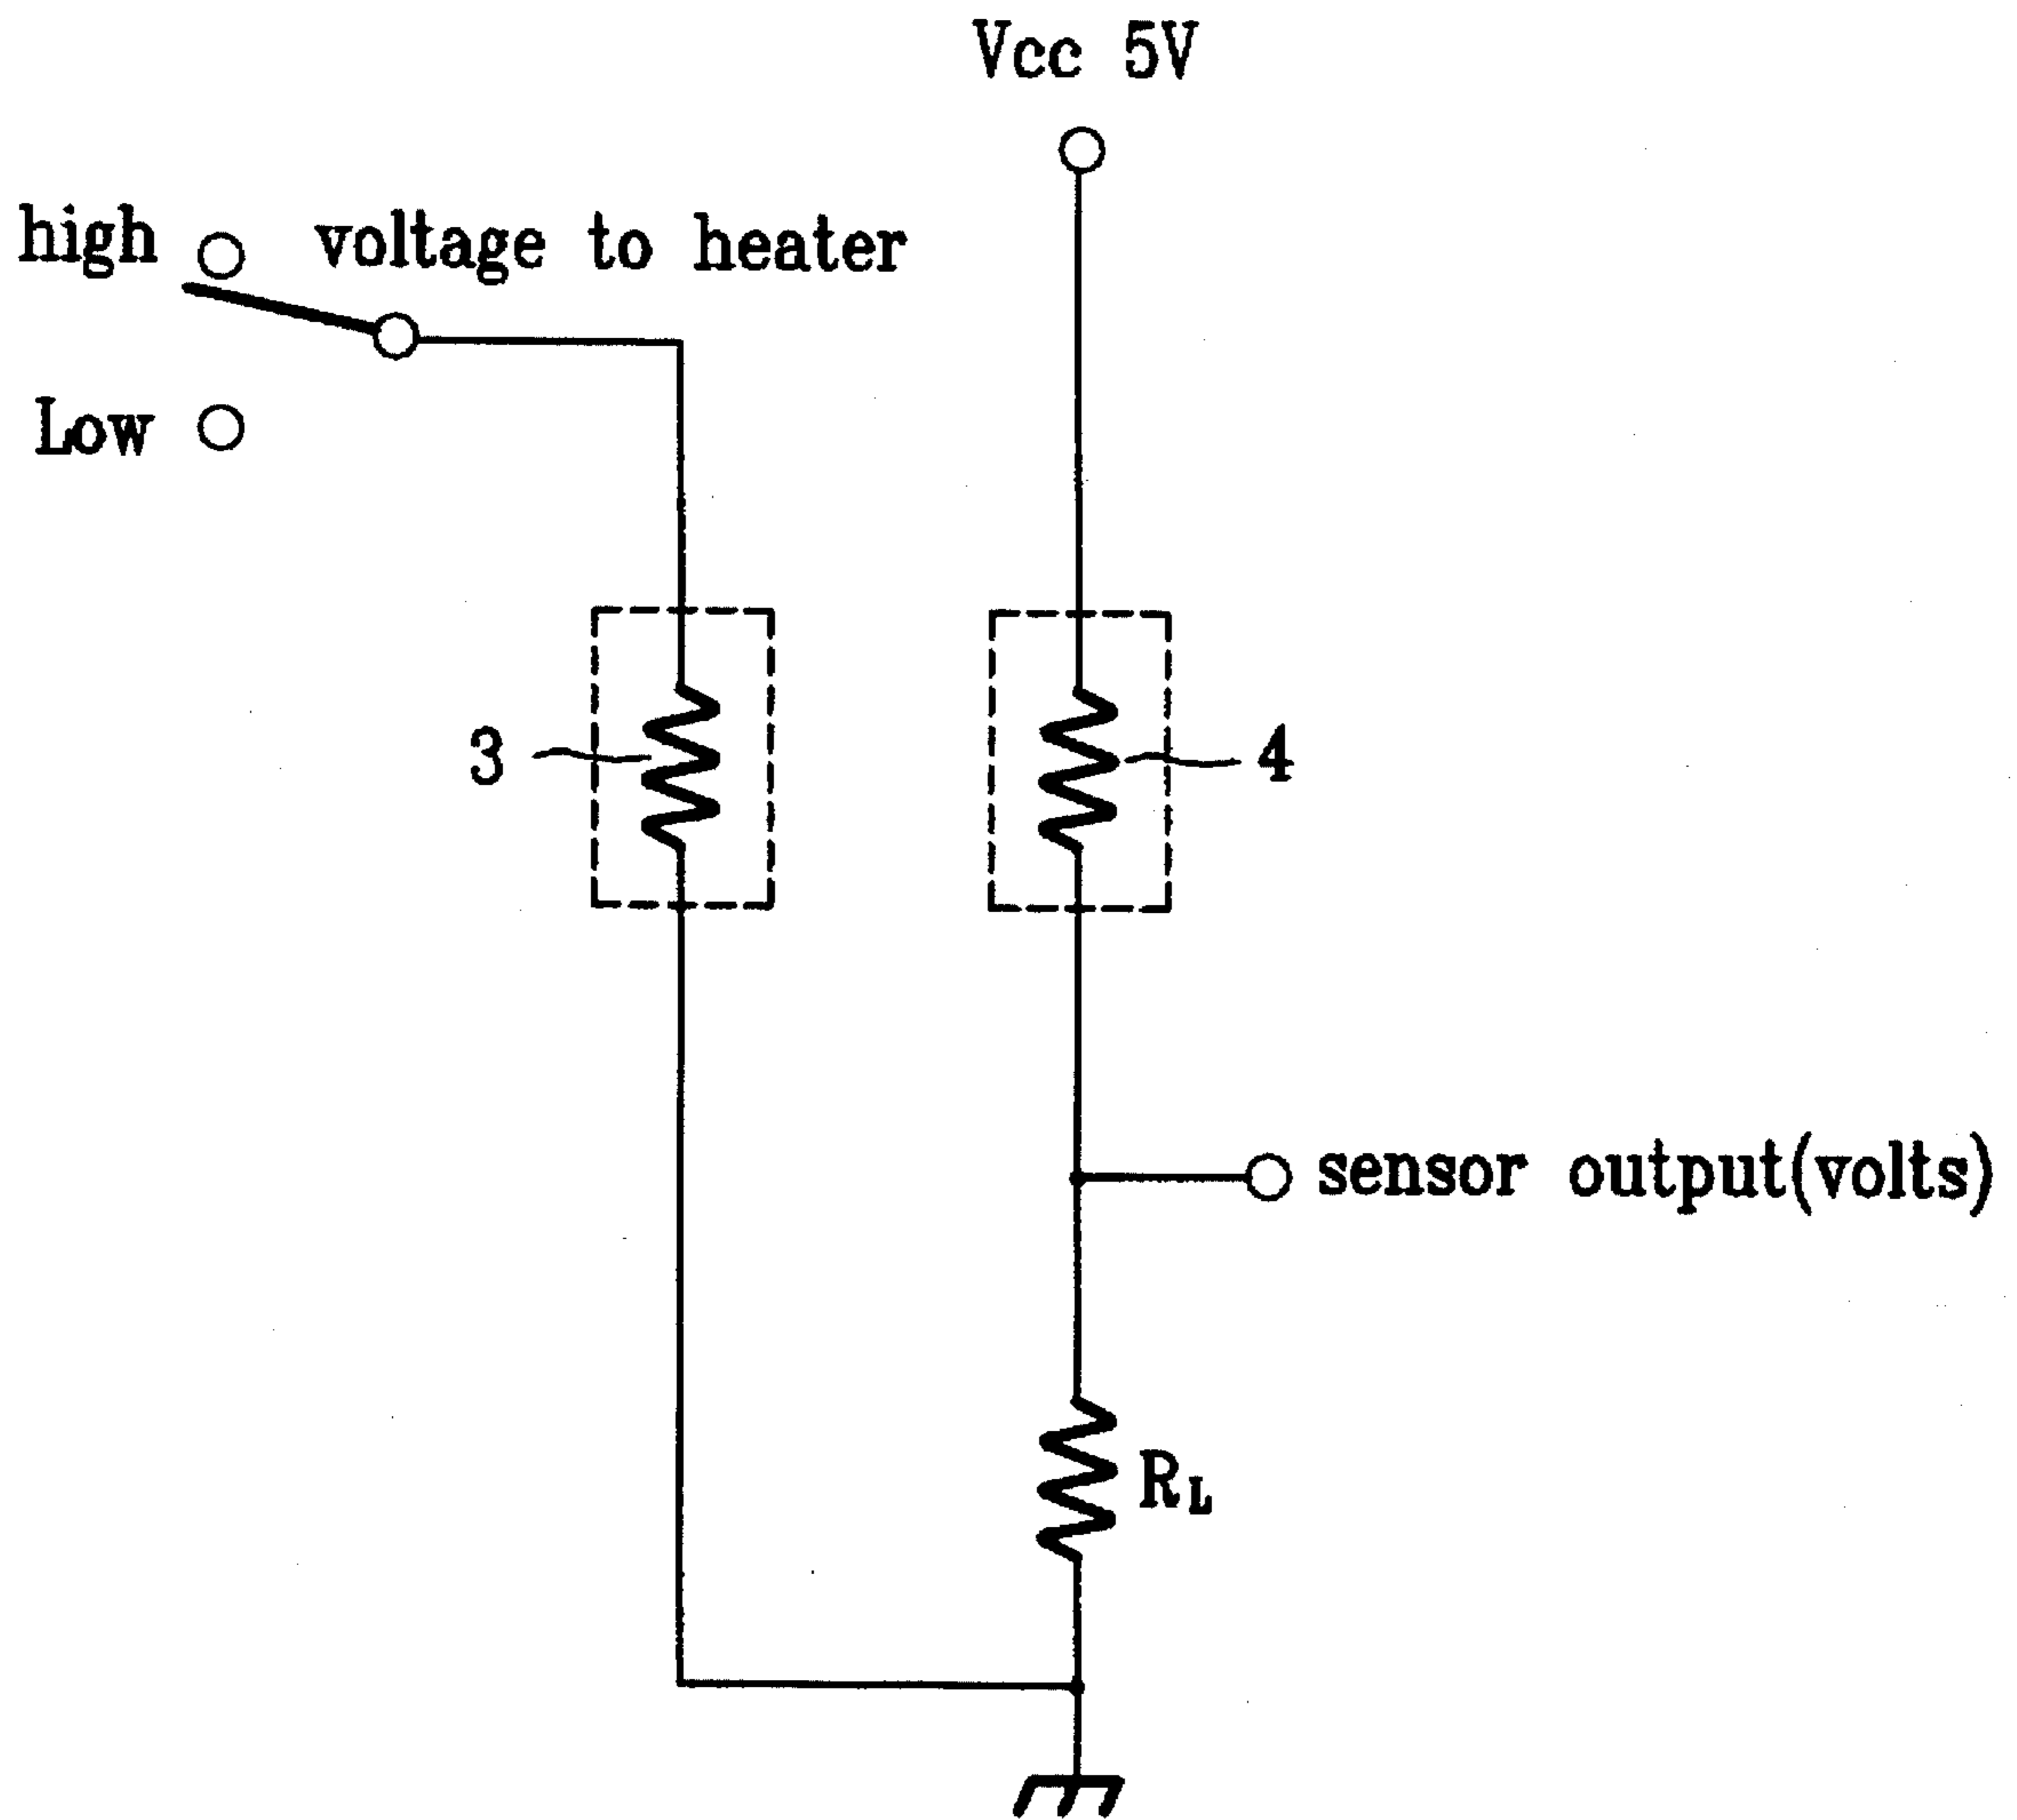 Vcc 5V
high
voltage to heater
Low
3
4
sensor output(volts)
RL